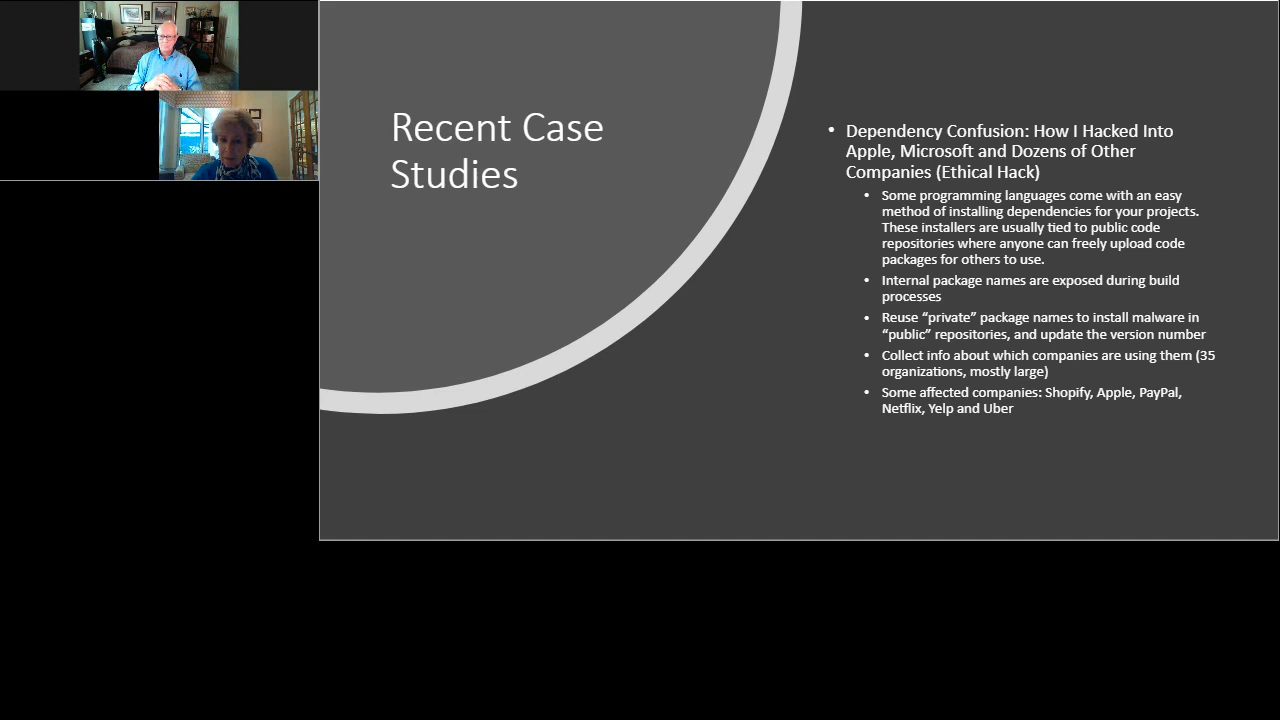 Recent Case
Studies
• Dependency Confusion: How I Hacked Into
Apple, Microsoft and Dozens of Other
Companies (Ethical Hack)
• Some programming languages come with an easy
method of installing dependencies for your projects.
These installers are usually tied to public code
repositories where anyone can freely upload code
packages for others to use.
• Internal package names are exposed during build
processes
• Reuse “private” package names to install malware in
“public” repositories, and update the version number
• Collect info about which companies are using them (35
organizations, mostly large)
• Some affected companies: Shopify, Apple, PayPal,
Netflix, Yelp and Uber